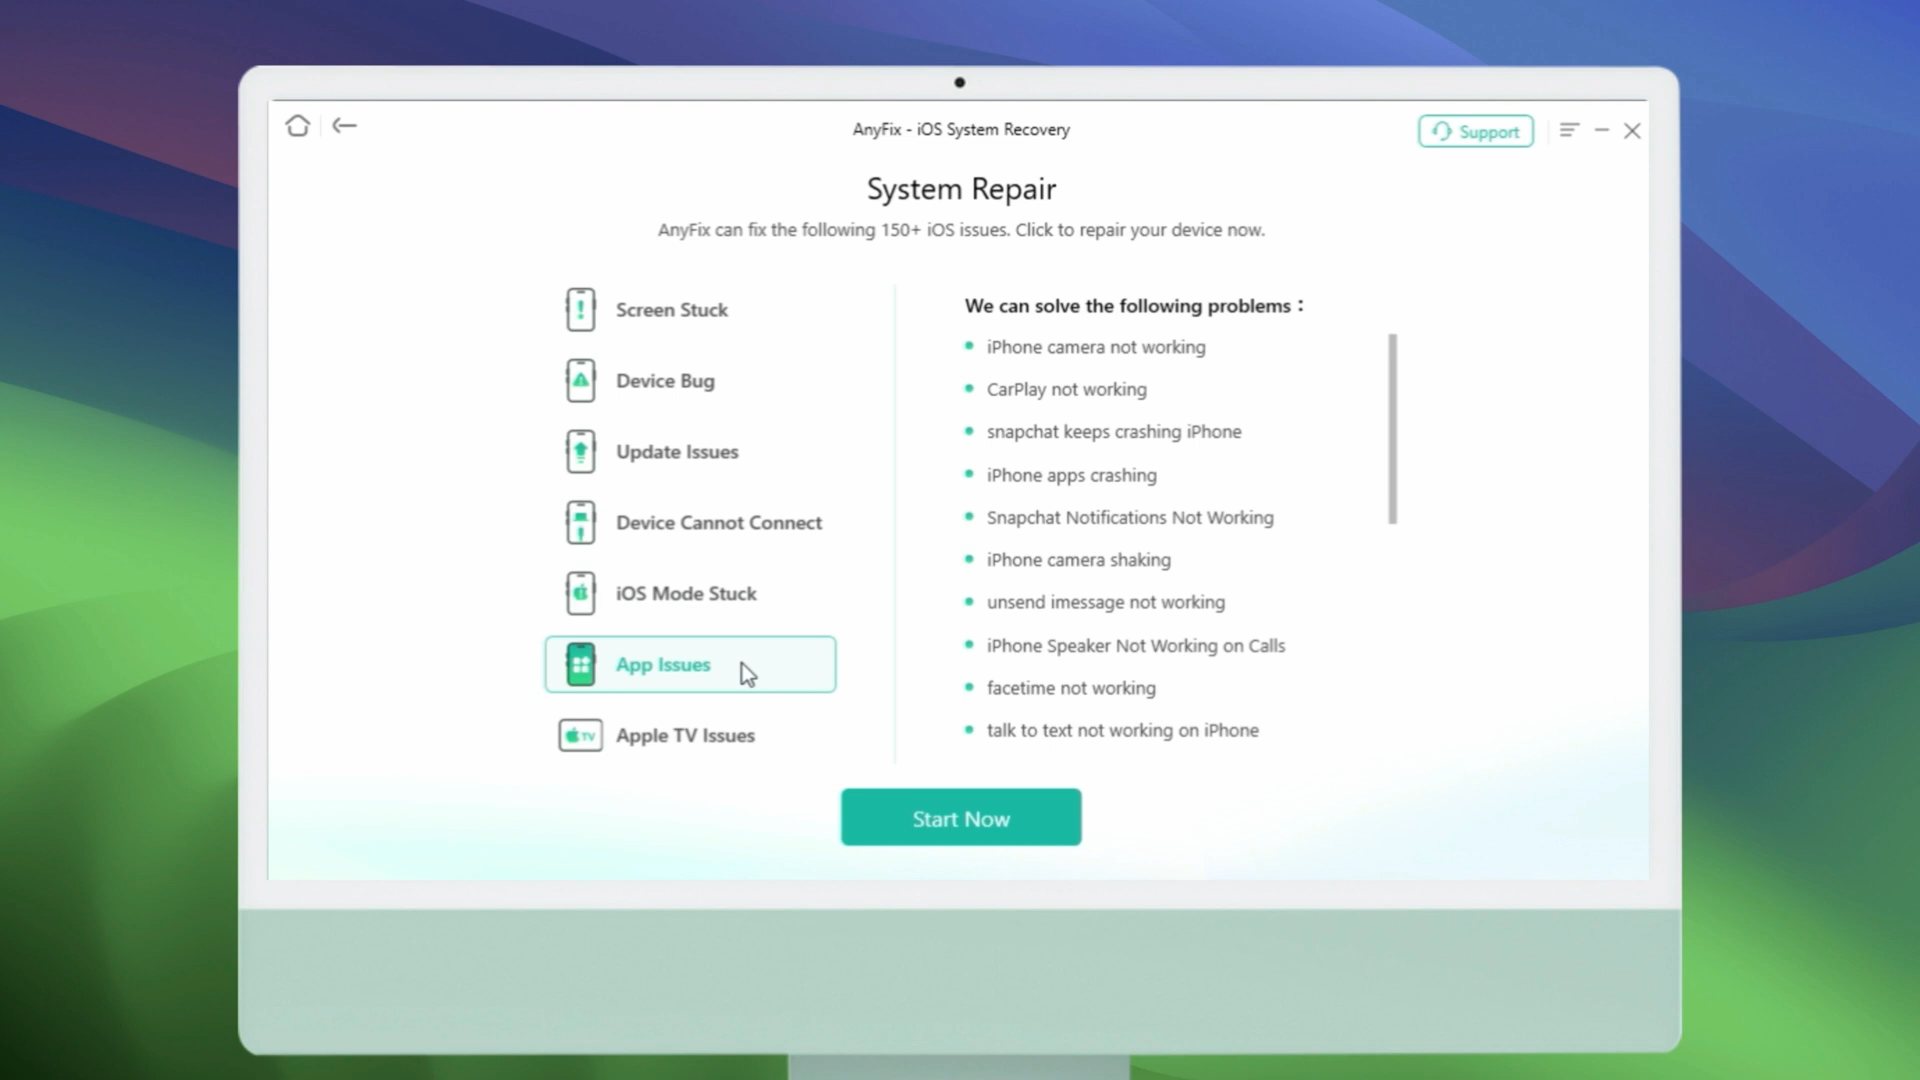 AnyFix - iOS System Recovery
Support
System Repair
AnyFix can fix the following 150+ iOS issues. Click to repair your device now.
Screen Stuck
Device Bug
Update Issues
Device Cannot Connect
iOS Mode Stuck
App Issues
TV
Apple TV Issues
We can solve the following problems：
iPhone camera not working
CarPlay not working
snapchat keeps crashing iPhone
iPhone apps crashing
Snapchat Notifications Not Working
iPhone camera shaking
unsend imessage not working
iPhone Speaker Not Working on Calls
facetime not working
talk to text not working on iPhone
Start Now